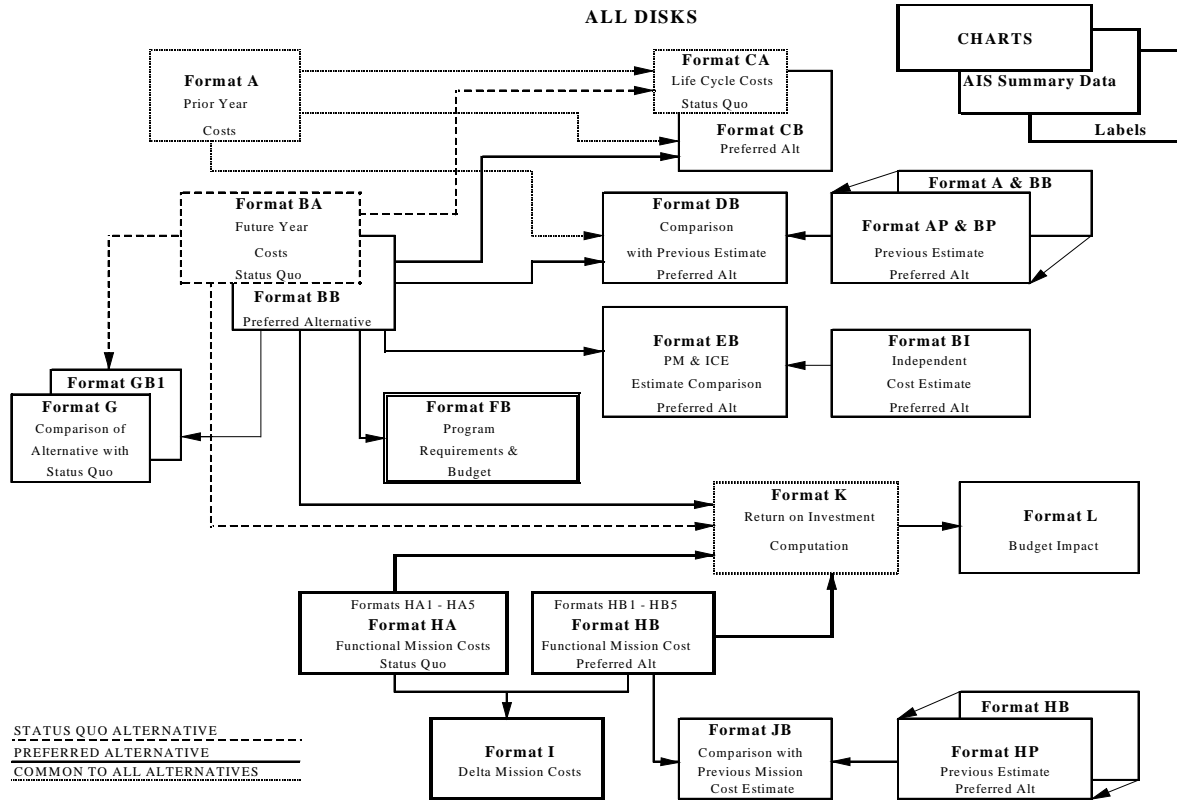 ALL DISKS
CHARTS
AIS Summary Data
Labels
Format A
Prior Year
Costs
Format CA
Life Cycle Costs
Status Quo
Format CB
Preferred Alt
Format BA
Future Year
Costs
Status Quo
Format BB
Preferred Alternative
Format DB
Comparison
with Previous Estimate
Preferred Alt
Format A & BB
Format AP & BP
Previous Estimate
Preferred Alt
Format EB
PM & ICE
Estimate Comparison
Preferred Alt
Format BI
Independent
Cost Estimate
Preferred Alt
Format GB1
Format G
Comparison of
Alternative with
Status Quo
Format FB
Program
Requirements &
Budget
Format K
Return on Investment
Computation
Format L
Budget Impact
Formats HA1 - HA5
Format HA
Functional Mission Costs
Status Quo
Formats HB1 - HB5
Format HB
Functional Mission Cost
Preferred Alt
Format I
Delta Mission Costs
Format JB
Comparison with
Previous Mission
Cost Estimate
Format HB
Format HP
Previous Estimate
Preferred Alt
STATUS QUO ALTERNATIVE
PREFERRED ALTERNATIVE
COMMON TO ALL ALTERNATIVES